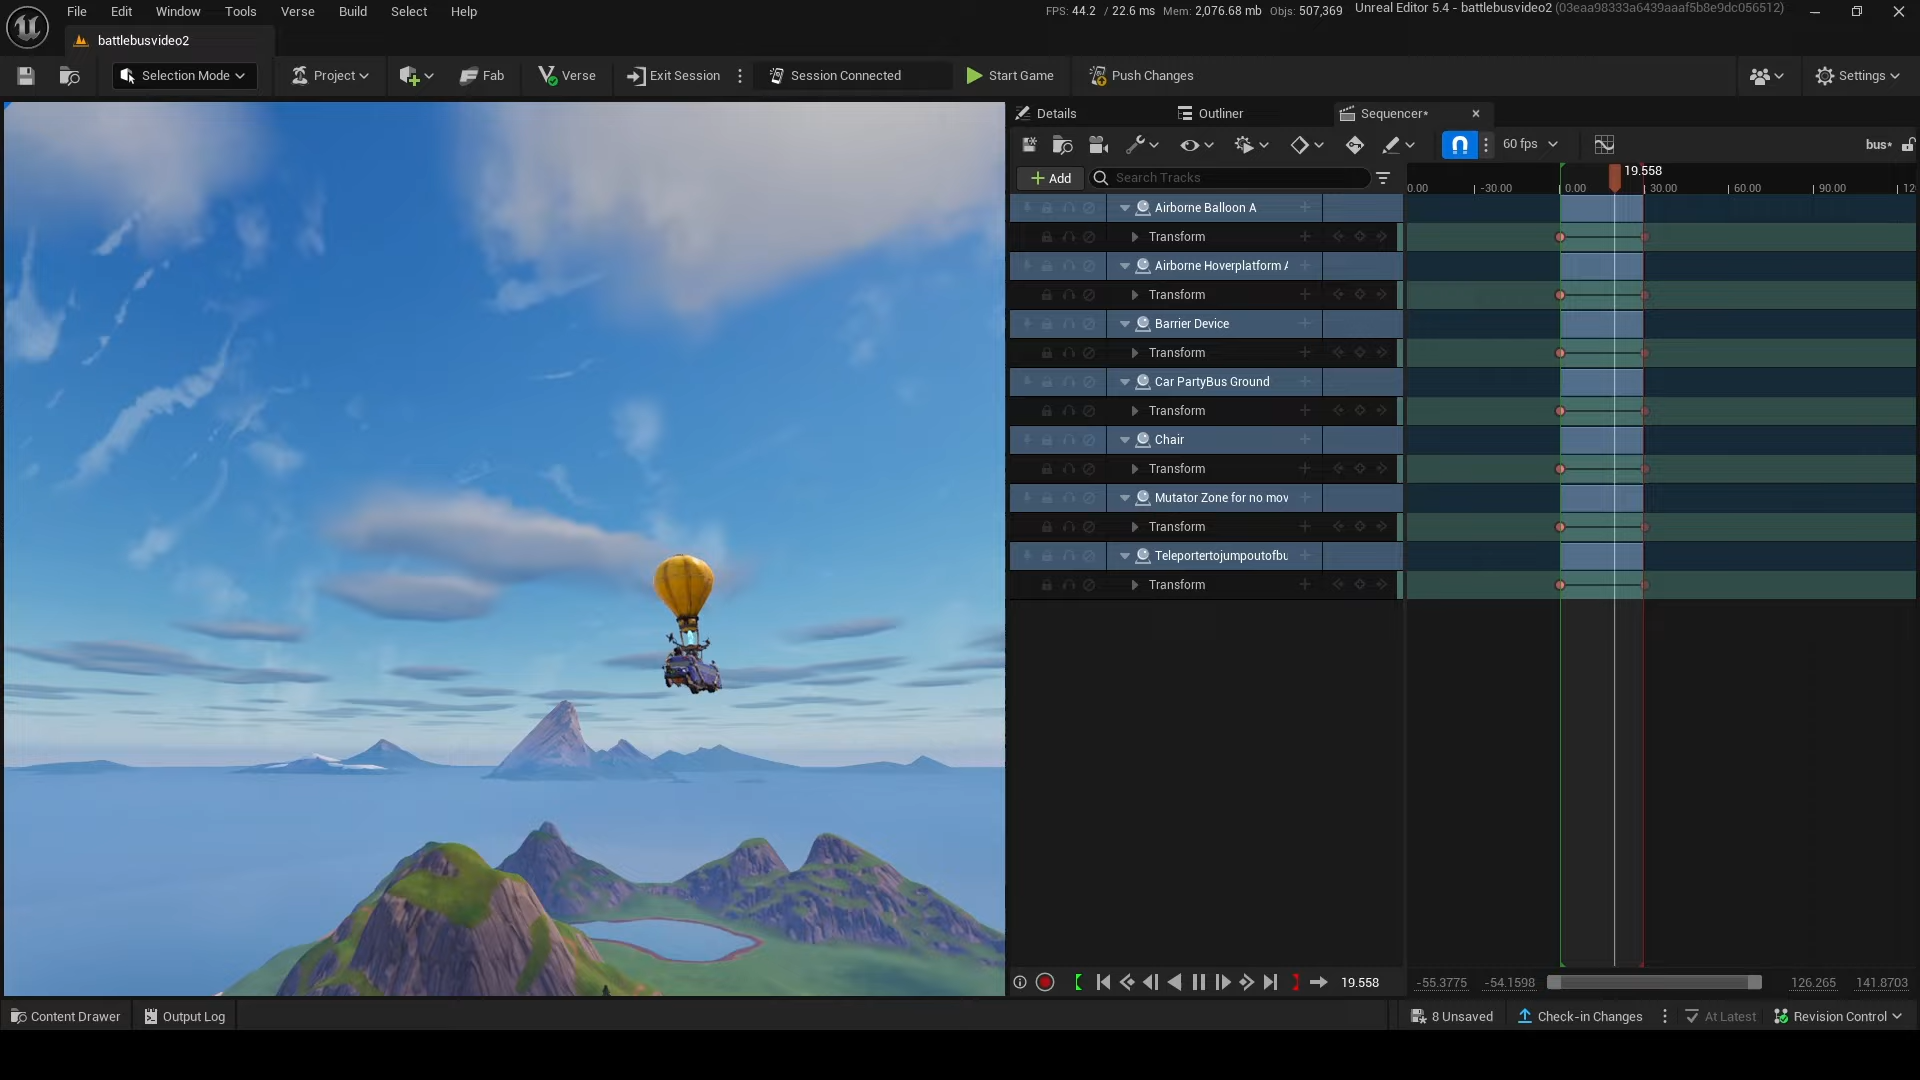 File Edit Window Tools Verse Build Select Help
FPS: 44.2 / 22.6 ms Mem: 2,076.68 mb Objs: 507,369 Unreal Editor 5.4 - battlebusvideo2 (03eaa98333a6439aaaf5b8e9dc056512)
battlebusvideo2
Selection Mode Project Fab Verse Exit Session Session Connected Start Game Push Changes Settings
Details Outliner Sequencer*
60 fps bus*
Add Search Tracks 19.558
0.00 -30.00 0.00 30.00 60.00 90.00 12
Airborne Balloon A
Transform
Airborne Hoverplatform A
Transform
Barrier Device
Transform
Car PartyBus Ground
Transform
Chair
Transform
Mutator Zone for no mov
Transform
Teleportertojumpoutofbu
Transform
19.558 -55.3775 -54.1598 126.265 141.8703
Content Drawer Output Log 8 Unsaved Check-in Changes At Latest Revision Control